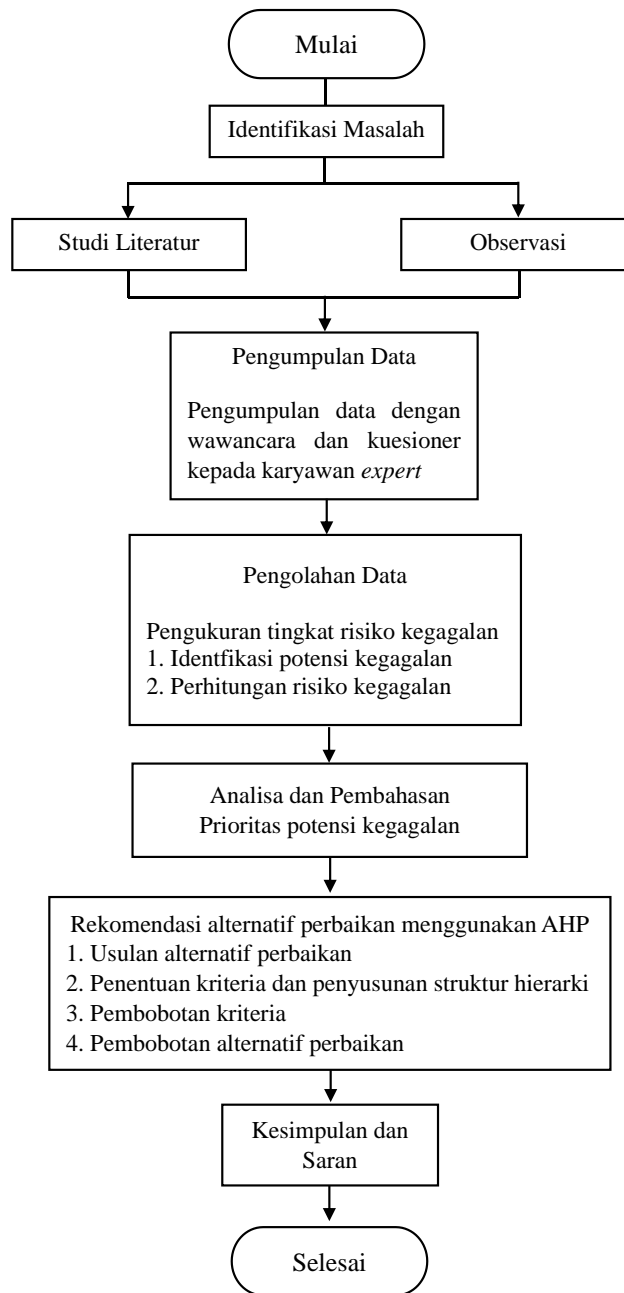 Mulai
Identifikasi Masalah
Studi Literatur
Observasi
Pengumpulan Data
Pengumpulan data dengan
wawancara dan kuesioner
kepada karyawan expert
Pengolahan Data
Pengukuran tingkat risiko kegagalan
1. Identfikasi potensi kegagalan
2. Perhitungan risiko kegagalan
Analisa dan Pembahasan
Prioritas potensi kegagalan
Rekomendasi alternatif perbaikan menggunakan AHP
1. Usulan alternatif perbaikan
2. Penentuan kriteria dan penyusunan struktur hierarki
3. Pembobotan kriteria
4. Pembobotan alternatif perbaikan
Kesimpulan dan
Saran
Selesai